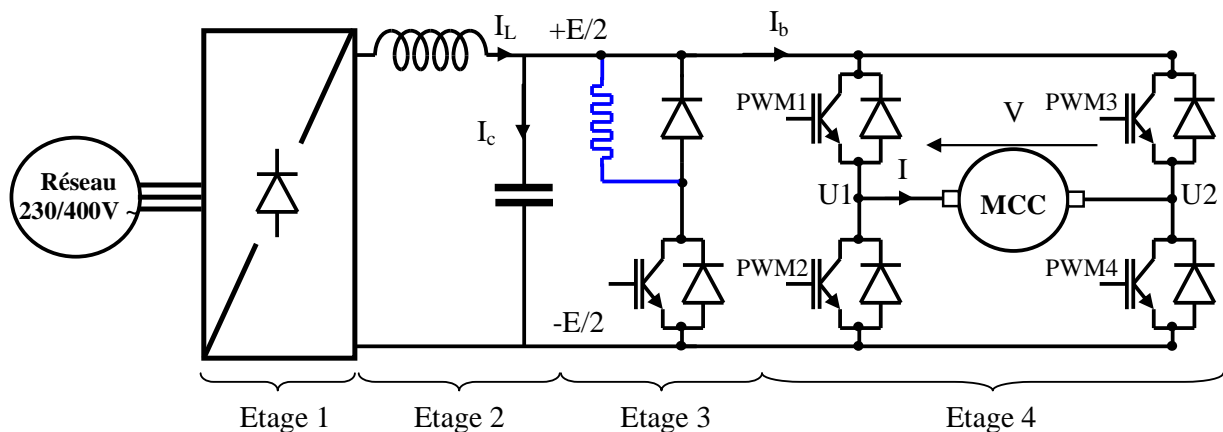 I_L
+E/2
I_b
PWM1
PWM3
V
I_c
Réseau
230/400V ~
U1
I
MCC
U2
PWM2
PWM4
-E/2
Etage 1
Etage 2
Etage 3
Etage 4